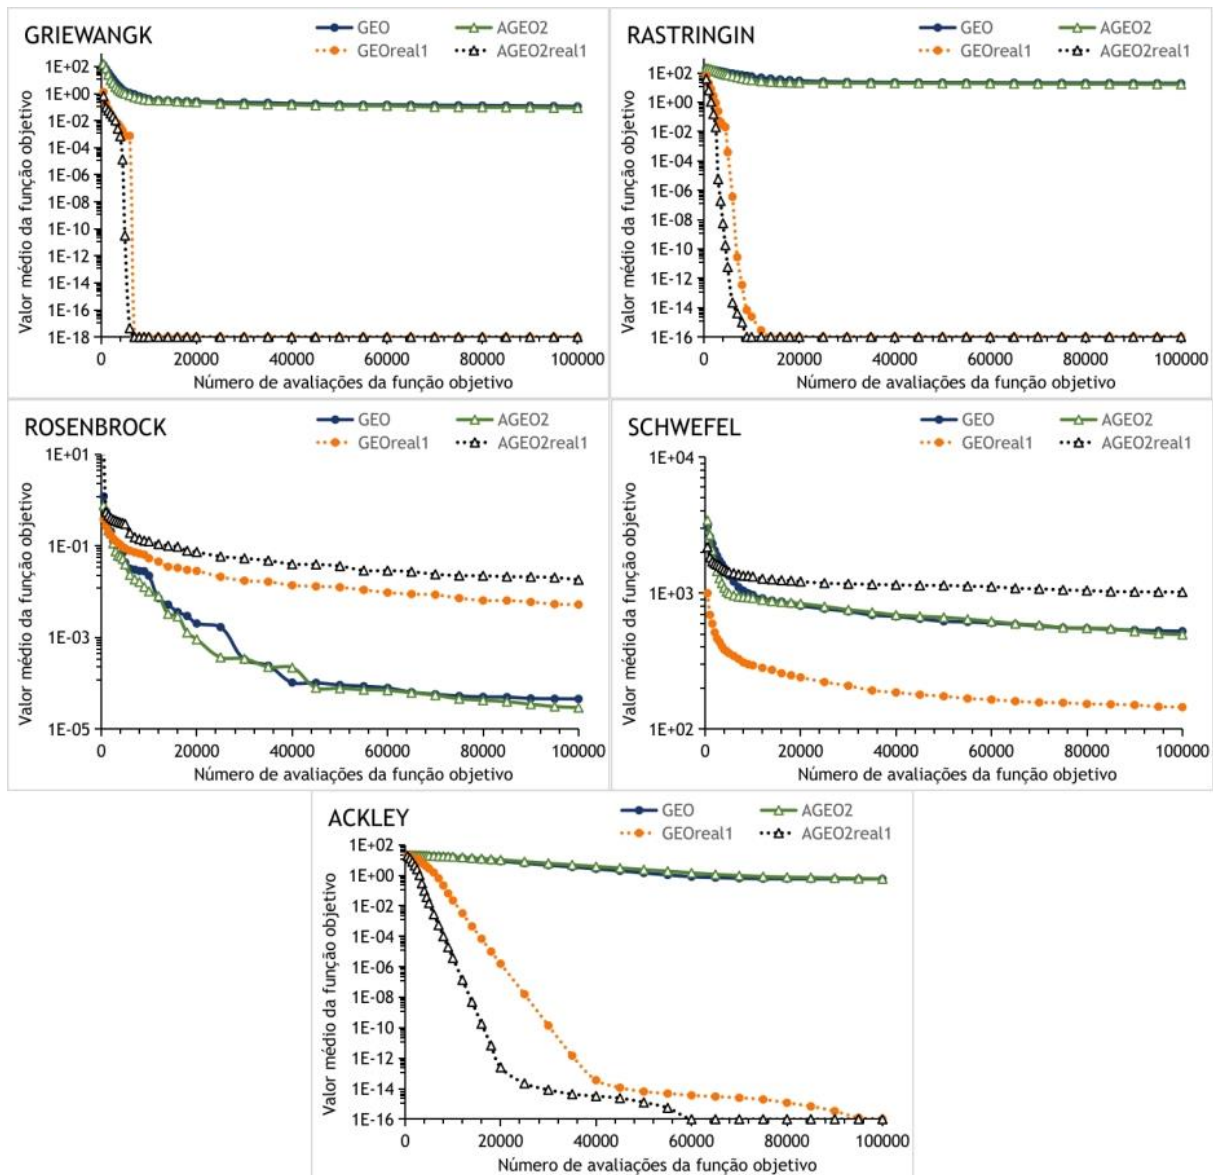 GRIEWANGK
GEO
AGEO2
GEOreal1
AGEO2real1
Valor médio da função objetivo
1E+02
1E+00
1E-02
1E-04
1E-06
1E-08
1E-10
1E-12
1E-14
1E-16
1E-18
0 20000 40000 60000 80000 100000
Número de avaliações da função objetivo
RASTRINGIN
GEO
AGEO2
GEOreal1
AGEO2real1
Valor médio da função objetivo
1E+02
1E+00
1E-02
1E-04
1E-06
1E-08
1E-10
1E-12
1E-14
1E-16
0 20000 40000 60000 80000 100000
Número de avaliações da função objetivo
ROSENBROCK
GEO
AGEO2
GEOreal1
AGEO2real1
Valor médio da função objetivo
1E+01
1E-01
1E-03
1E-05
0 20000 40000 60000 80000 100000
Número de avaliações da função objetivo
SCHWEFEL
GEO
AGEO2
GEOreal1
AGEO2real1
Valor médio da função objetivo
1E+04
1E+03
1E+02
0 20000 40000 60000 80000 100000
Número de avaliações da função objetivo
ACKLEY
GEO
AGEO2
GEOreal1
AGEO2real1
Valor médio da função objetivo
1E+02
1E+00
1E-02
1E-04
1E-06
1E-08
1E-10
1E-12
1E-14
1E-16
0 20000 40000 60000 80000 100000
Número de avaliações da função objetivo